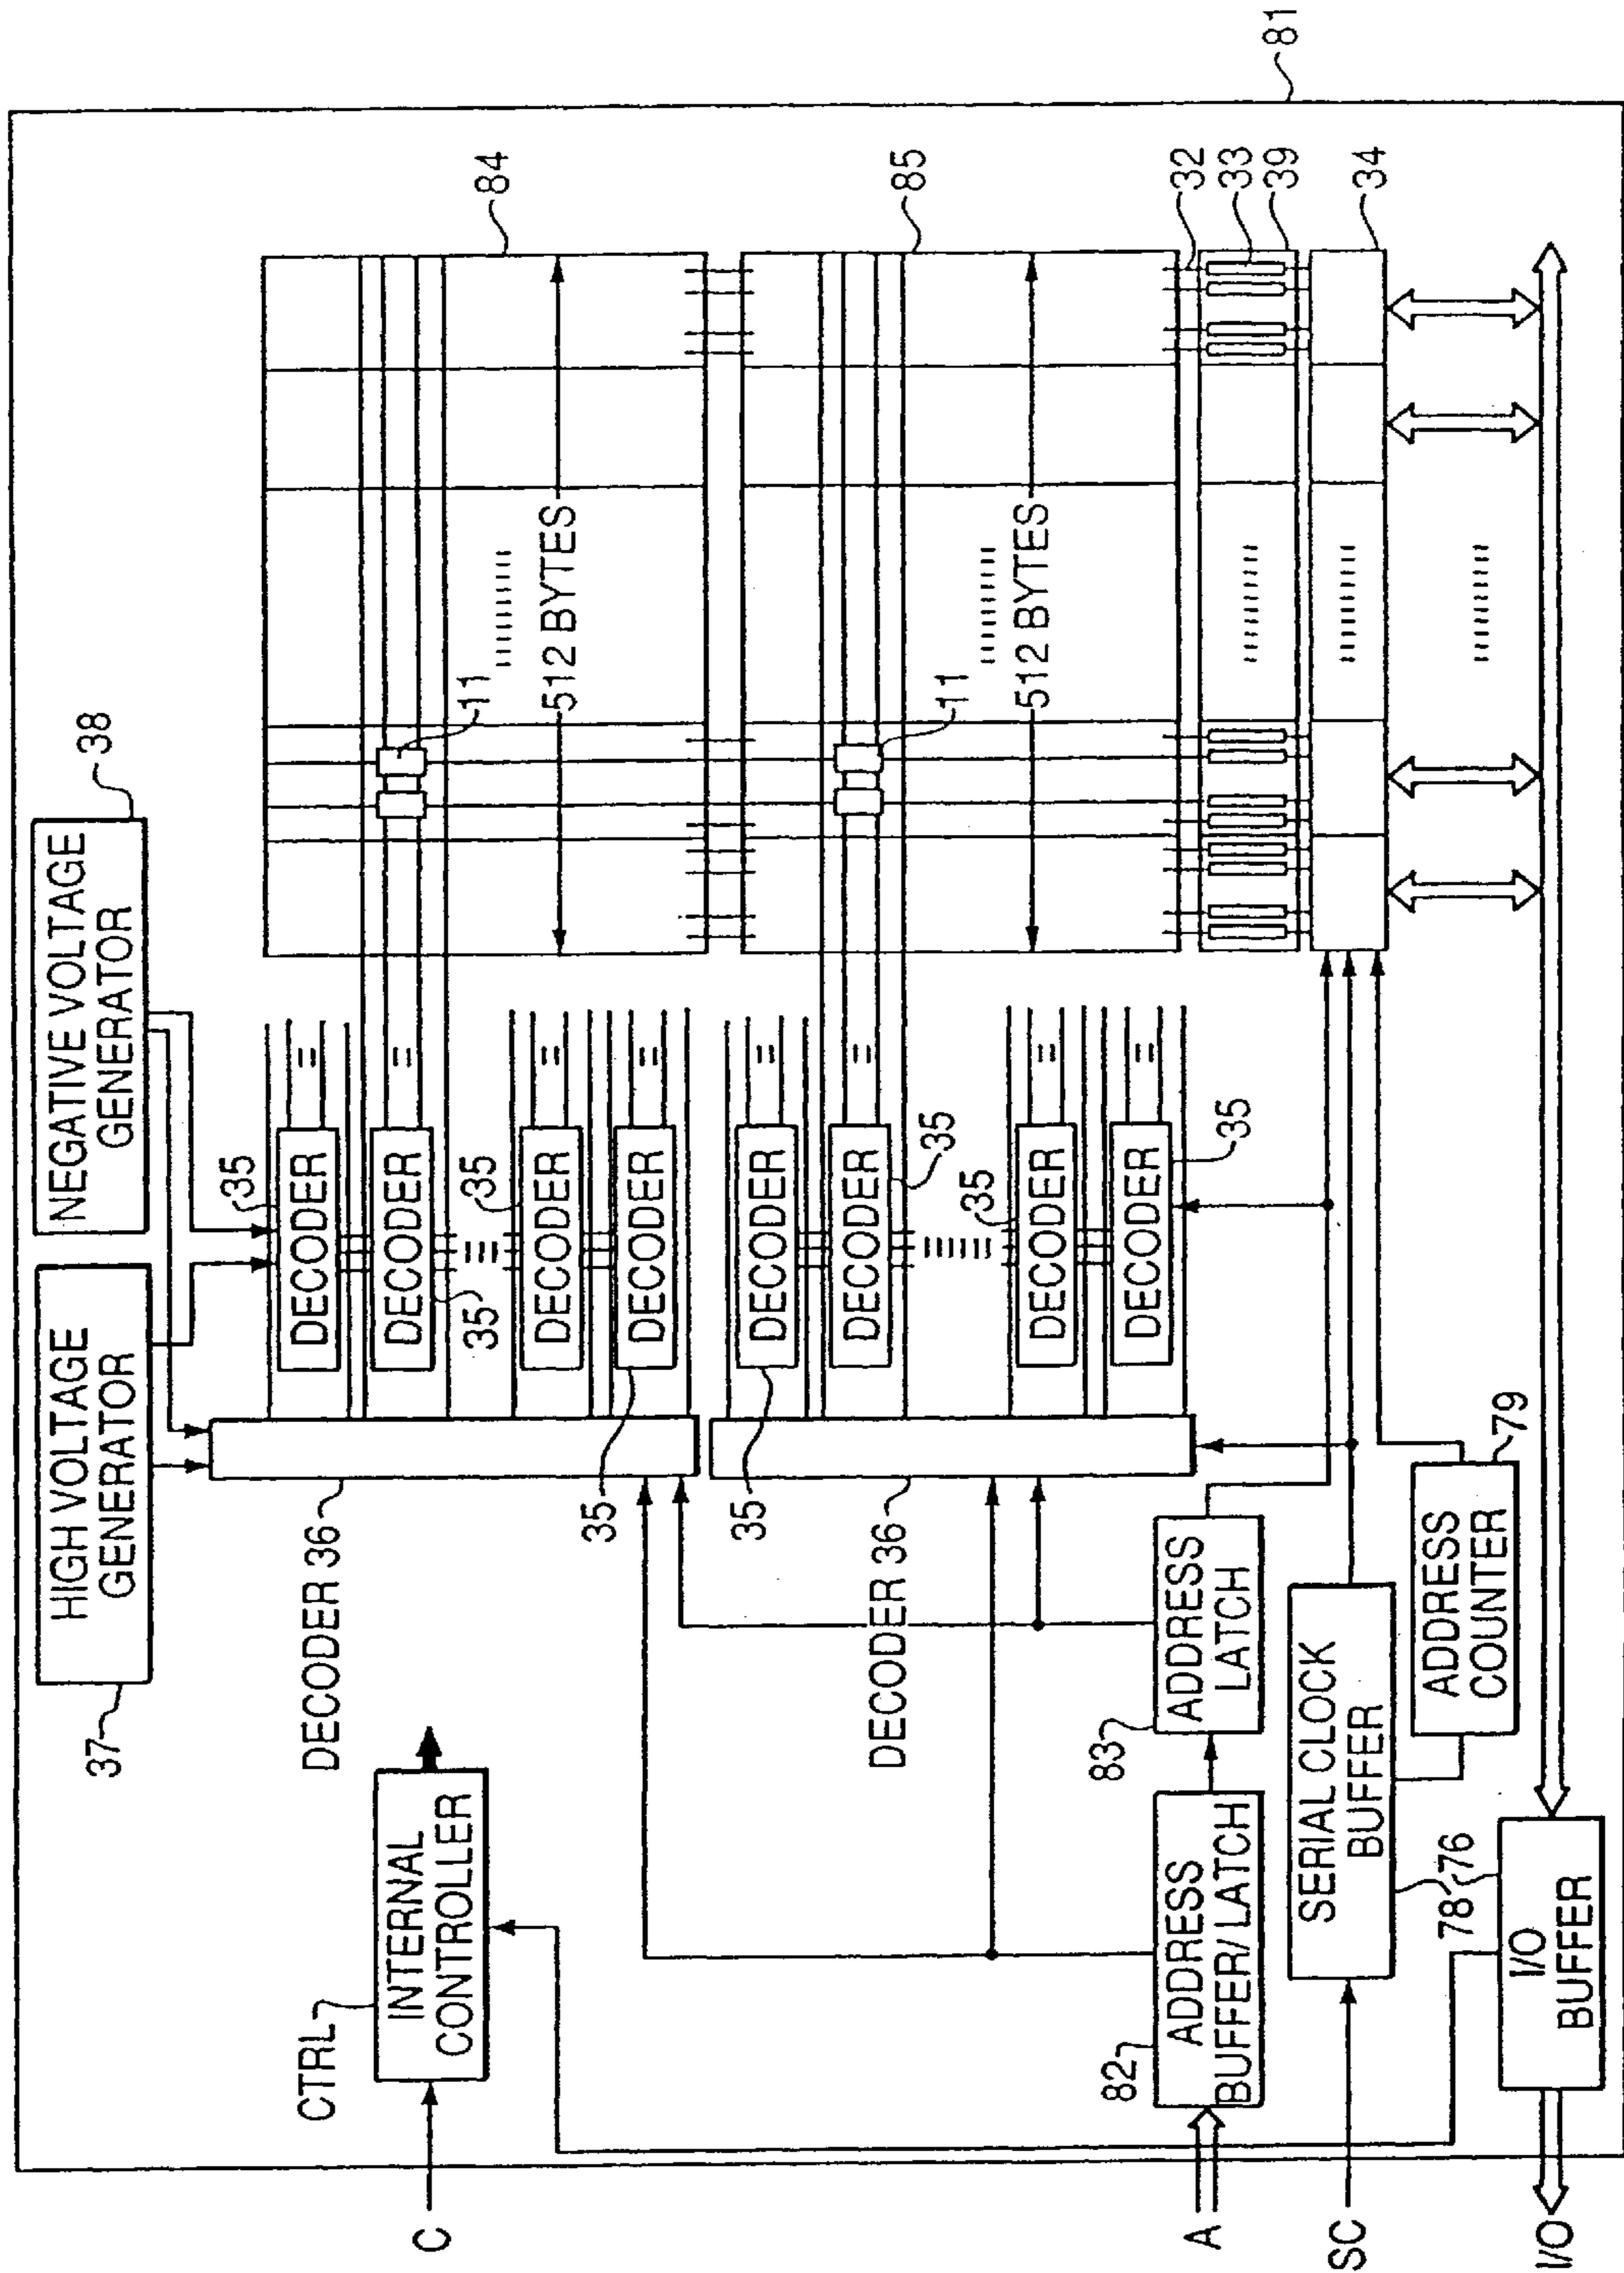 37
HIGH VOLTAGE
GENERATOR
NEGATIVE VOLTAGE
GENERATOR
38
CTRL
INTERNAL
CONTROLLER
C
DECODER 36
35
DECODER
DECODER
35
35
DECODER
DECODER
35
11
512 BYTES
84
DECODER 36
35
DECODER
DECODER
35
35
DECODER
DECODER
35
11
512 BYTES
85
32
33
39
34
81
A
82
ADDRESS
BUFFER/LATCH
83
ADDRESS
LATCH
SC
SERIAL CLOCK
BUFFER
78
76
ADDRESS
COUNTER
79
I/O
I/O
BUFFER